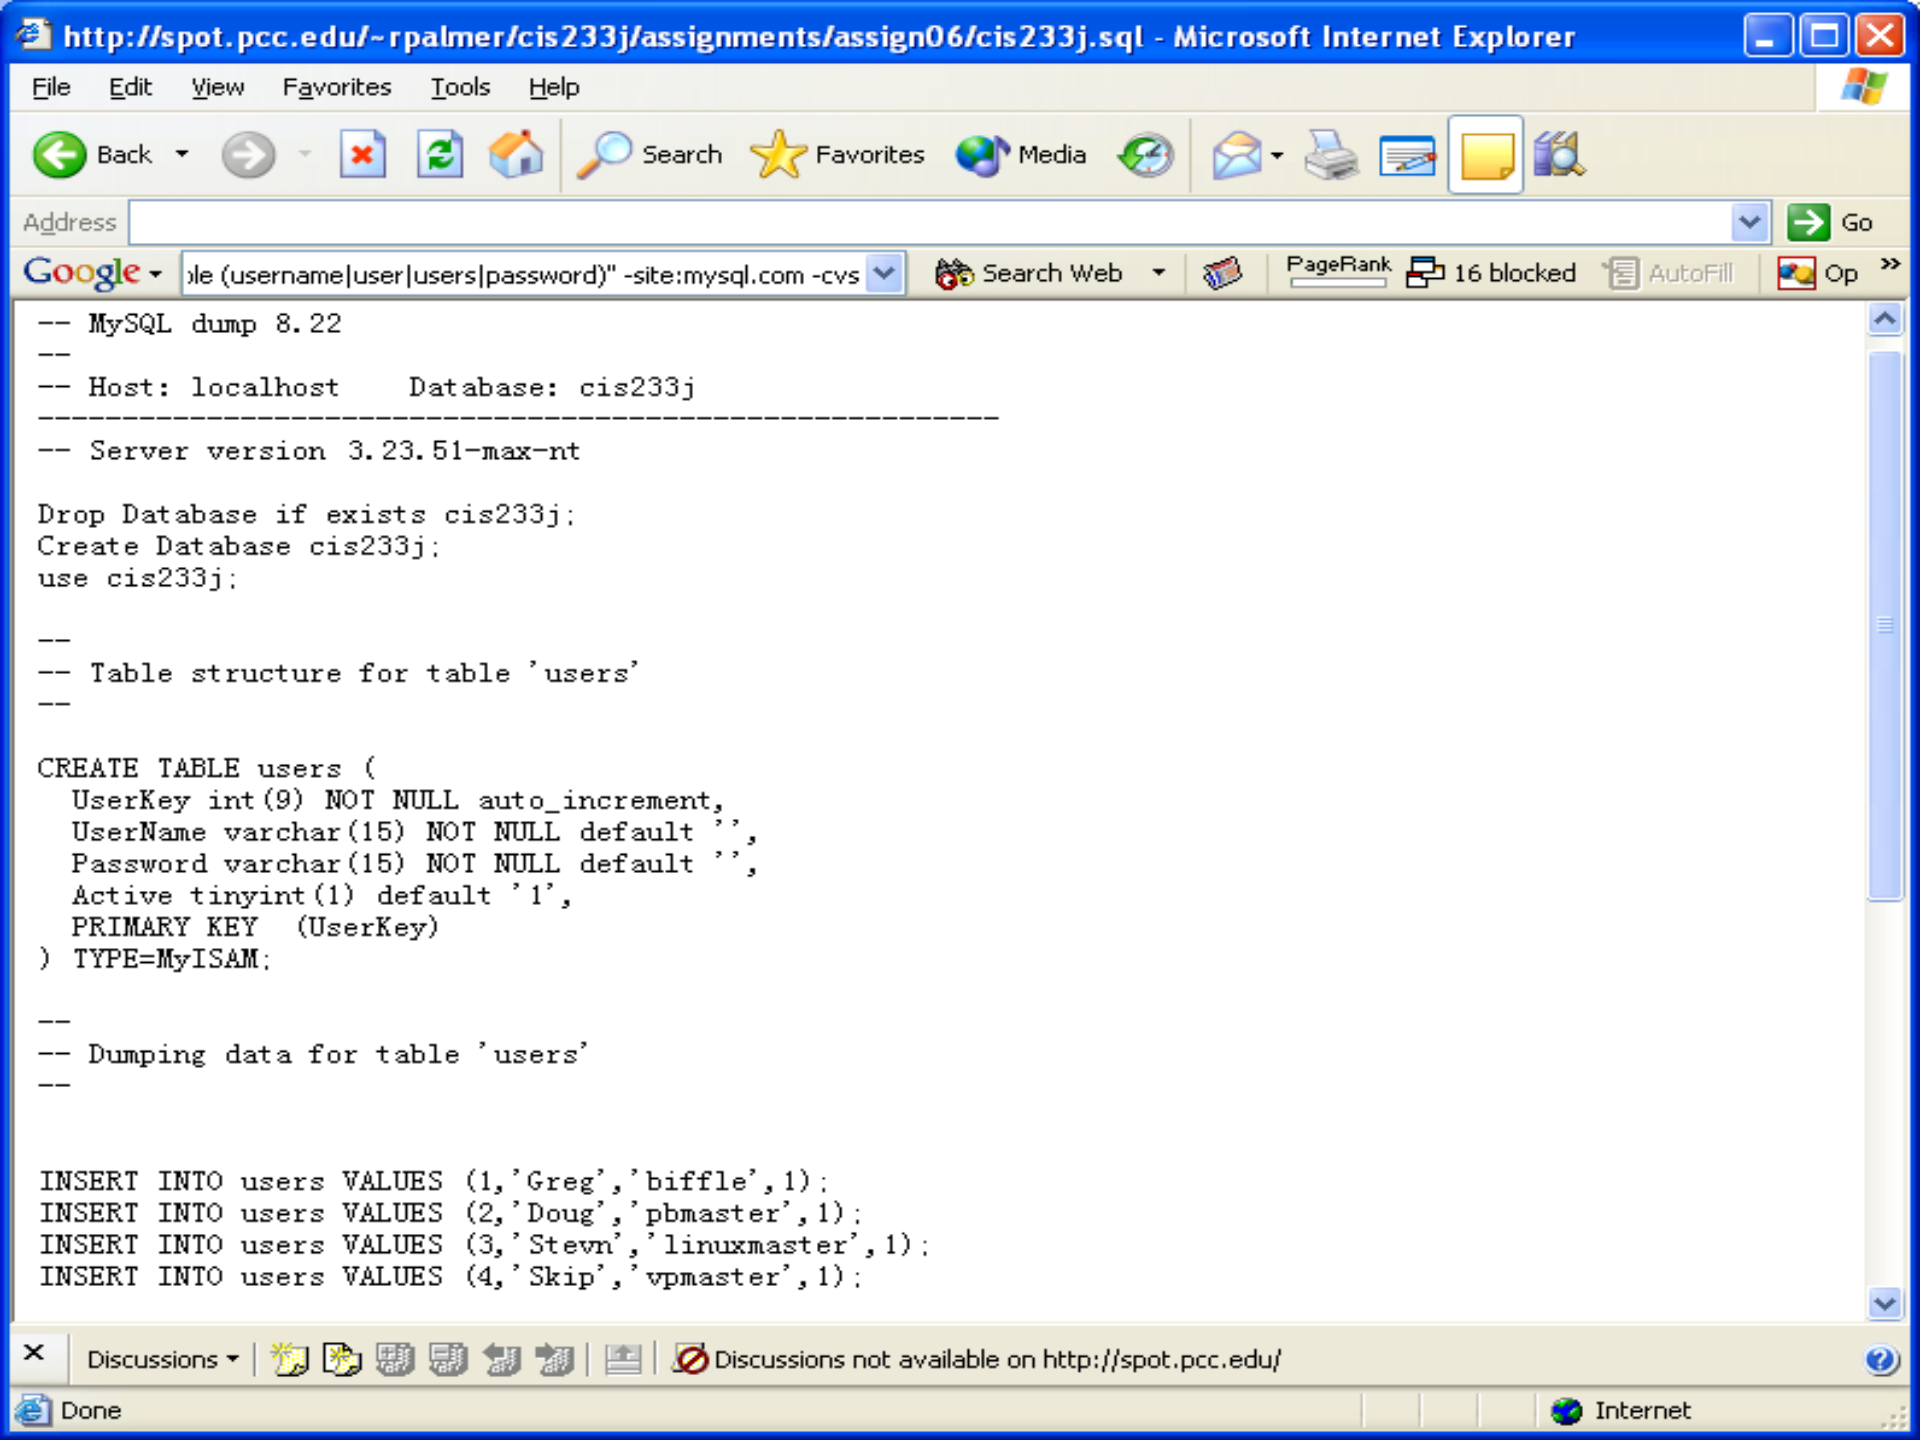 http://spot.pcc.edu/~rpalmer/cis233j/assignments/assign06/cis233j.sql - Microsoft Internet Explorer
File Edit View Favorites Tools Help
Back Search Favorites Media
Address Go
Google le (username|user|users|password)" -site:mysql.com -cvs Search Web PageRank 16 blocked AutoFill Op »
-- MySQL dump 8.22
--
-- Host: localhost    Database: cis233j
---------------------------------------------------------
-- Server version 3.23.51-max-nt
Drop Database if exists cis233j;
Create Database cis233j;
use cis233j;
--
-- Table structure for table 'users'
--
CREATE TABLE users (
  UserKey int(9) NOT NULL auto_increment,
  UserName varchar(15) NOT NULL default '',
  Password varchar(15) NOT NULL default '',
  Active tinyint(1) default '1',
  PRIMARY KEY  (UserKey)
) TYPE=MyISAM;
--
-- Dumping data for table 'users'
--
INSERT INTO users VALUES (1,'Greg','biffle',1);
INSERT INTO users VALUES (2,'Doug','pbmaster',1);
INSERT INTO users VALUES (3,'Stevn','linuxmaster',1);
INSERT INTO users VALUES (4,'Skip','vpmaster',1);
Discussions Discussions not available on http://spot.pcc.edu/
Done Internet